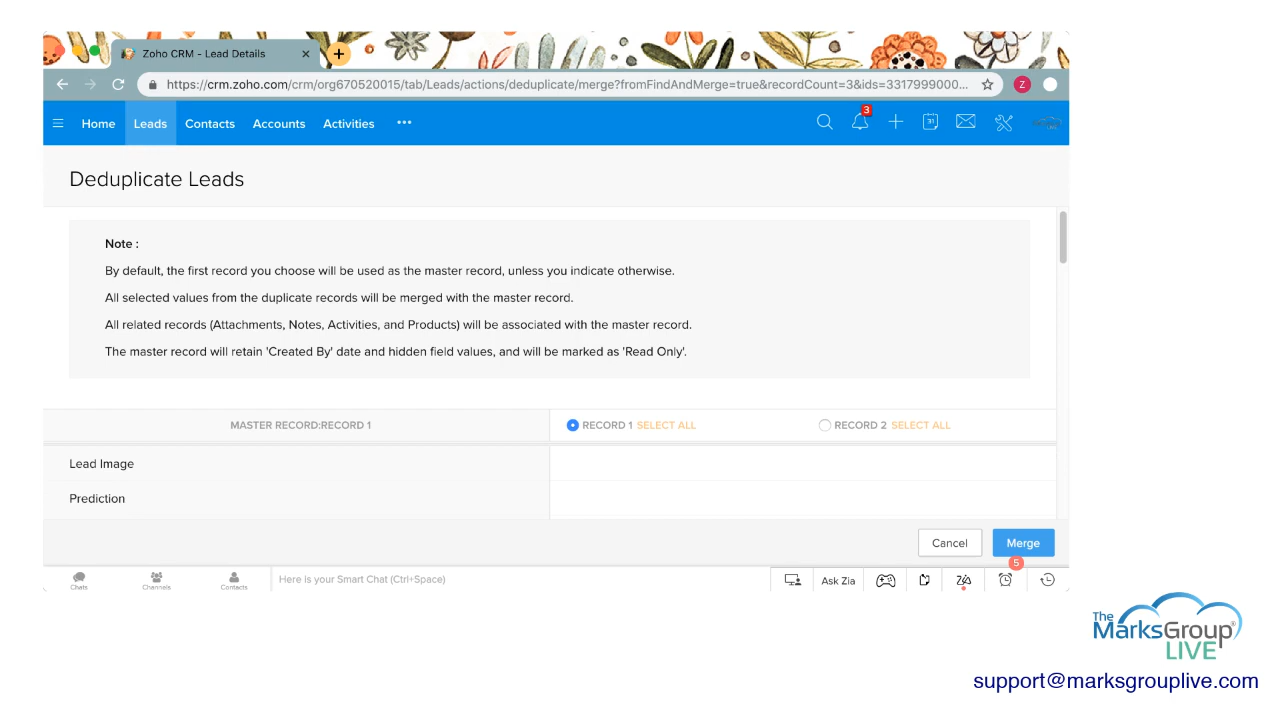 Zoho CRM - Lead Details
https://crm.zoho.com/crm/org670520015/tab/Leads/actions/deduplicate/merge?fromFindAndMerge=true&recordCount=3&ids=3317999000...
Z
Home Leads Contacts Accounts Activities
3
31
Deduplicate Leads
Note :
By default, the first record you choose will be used as the master record, unless you indicate otherwise.
All selected values from the duplicate records will be merged with the master record.
All related records (Attachments, Notes, Activities, and Products) will be associated with the master record.
The master record will retain 'Created By' date and hidden field values, and will be marked as 'Read Only'.
MASTER RECORD:RECORD 1 RECORD 1 SELECT ALL RECORD 2 SELECT ALL
Lead Image
Prediction
Cancel Merge
5
Chats Channels Contacts Here is your Smart Chat (Ctrl+Space) Ask Zia
The
MarksGroup®
LIVE
support@marksgrouplive.com